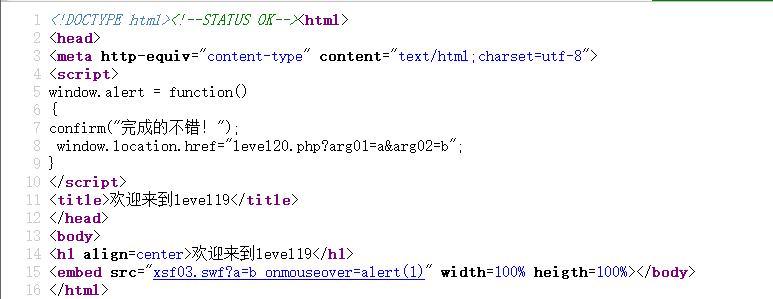 1 <!DOCTYPE html><!--STATUS OK--><html>
2 <head>
3 <meta http-equiv="content-type" content="text/html;charset=utf-8">
4 <script>
5 window.alert = function()
6 {
7 confirm("完成的不错！");
8 window.location.href="level20.php?arg01=a&arg02=b";
9 }
10 </script>
11 <title>欢迎来到level19</title>
12 </head>
13 <body>
14 <h1 align=center>欢迎来到level19</h1>
15 <embed src="xsf03.swf?a=b onmouseover=alert(1)" width=100% heigth=100%></body>
16 </html>